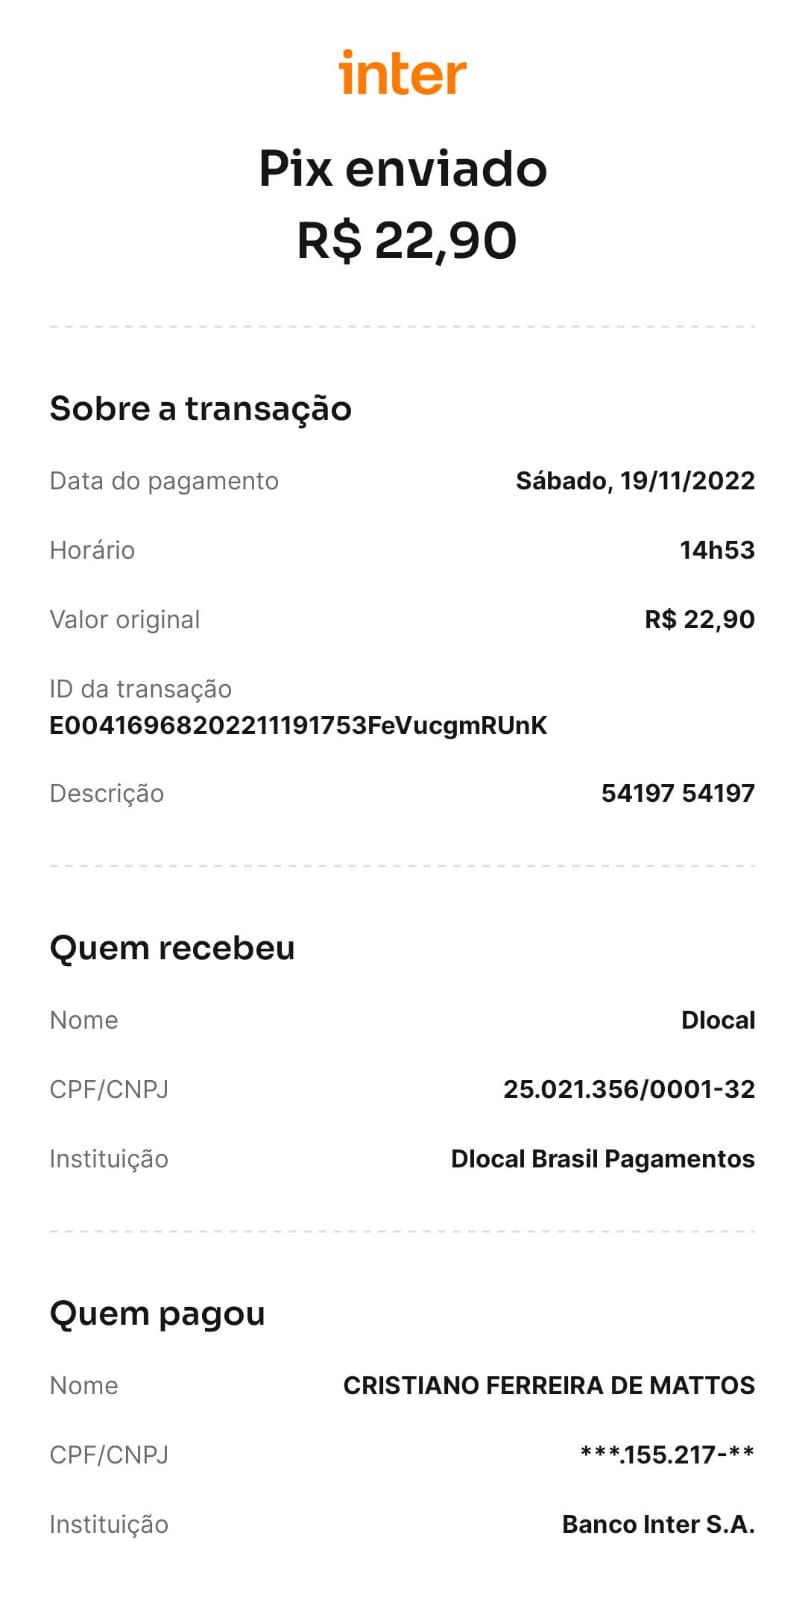 inter
Pix enviado
R$ 22,90
Sobre a transação
Data do pagamento Sábado, 19/11/2022
Horário 14h53
Valor original R$ 22,90
ID da transação
E00416968202211191753FeVucgmRUnK
Descrição 54197 54197
Quem recebeu
Nome Dlocal
CPF/CNPJ 25.021.356/0001-32
Instituição Dlocal Brasil Pagamentos
Quem pagou
Nome CRISTIANO FERREIRA DE MATTOS
CPF/CNPJ ***.155.217-**
Instituição Banco Inter S.A.